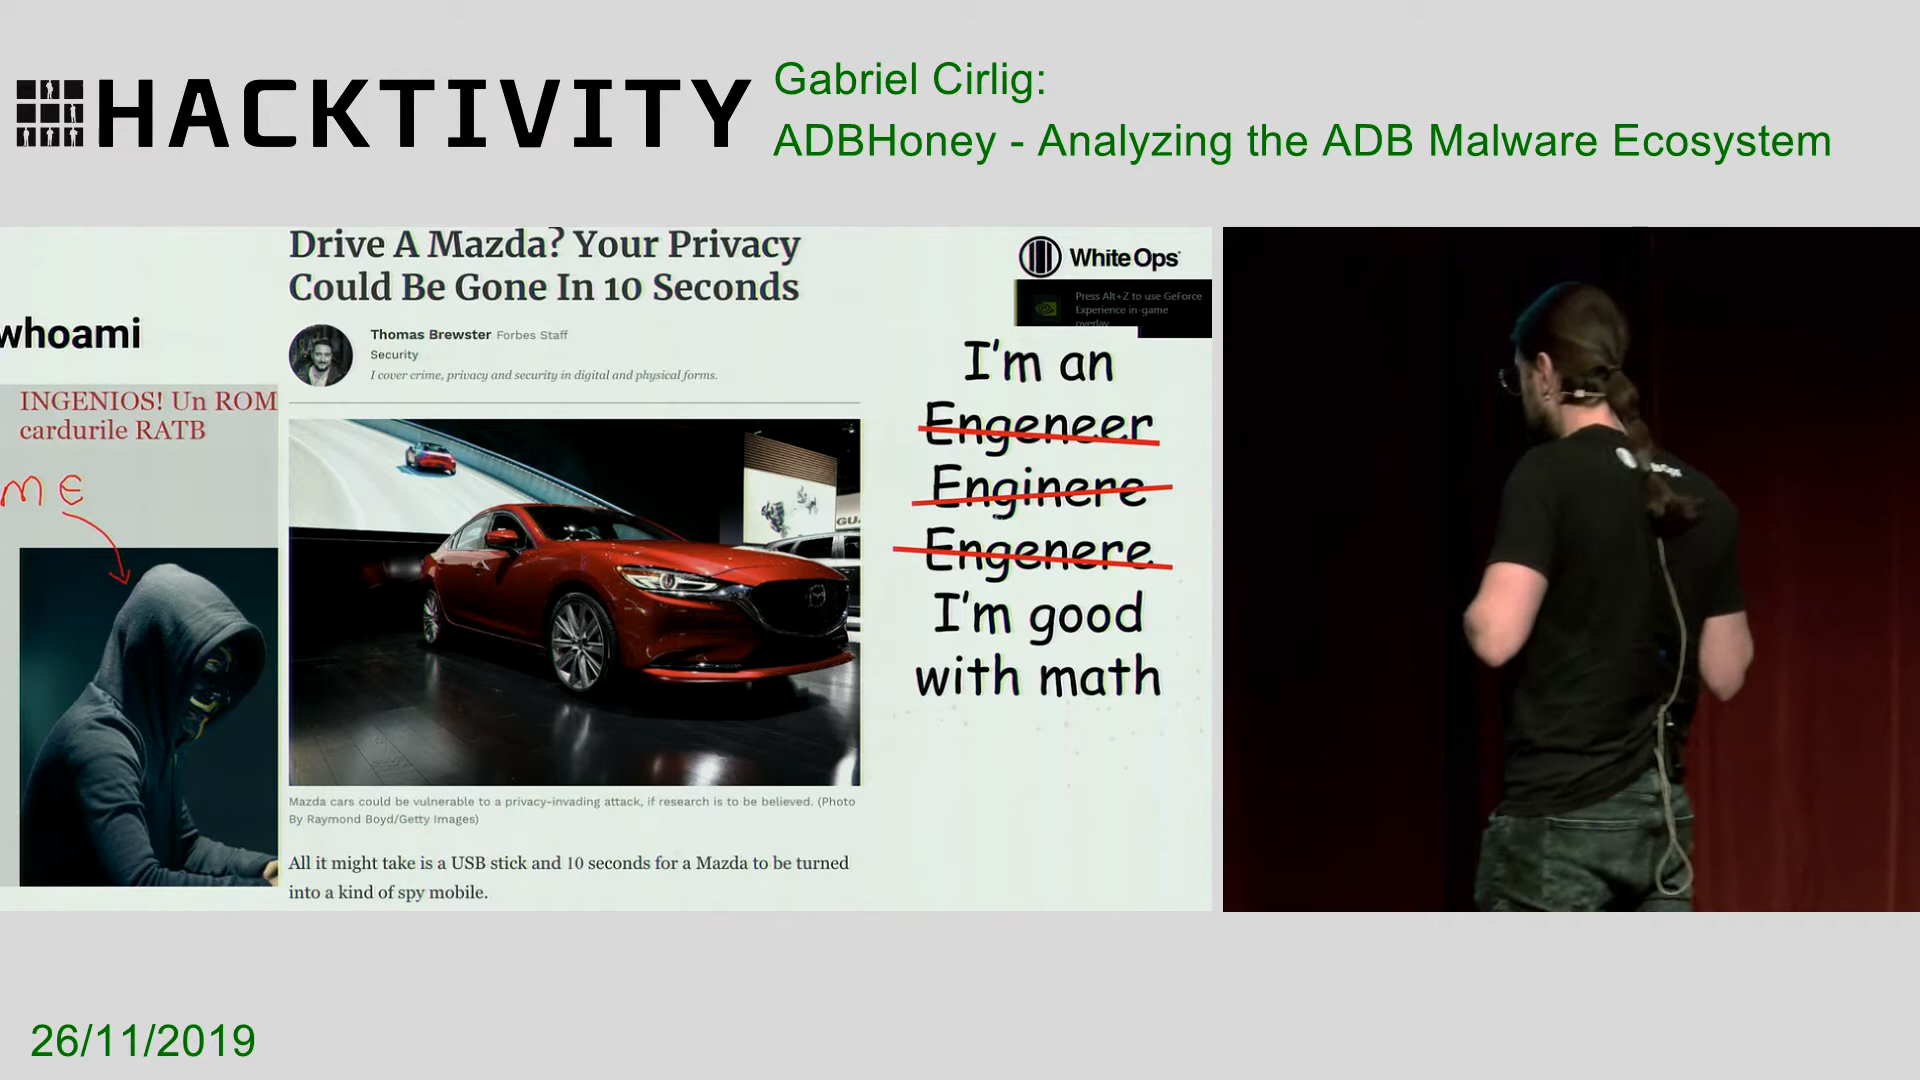 HACKTIVITY
Gabriel Cirlig:
ADBHoney - Analyzing the ADB Malware Ecosystem
whoami
INGENIOS! Un ROM
cardurile RATB
ME
Drive A Mazda? Your Privacy
Could Be Gone In 10 Seconds
Thomas Brewster Forbes Staff
Security
I cover crime, privacy and security in digital and physical forms.
GU
Mazda cars could be vulnerable to a privacy-invading attack, if research is to be believed. (Photo
By Raymond Boyd/Getty Images)
All it might take is a USB stick and 10 seconds for a Mazda to be turned
into a kind of spy mobile.
White Ops
Press Alt+Z to use GeForce
Experience in-game
overlay
I'm an
Engeneer
Enginere
Engenere
I'm good
with math
26/11/2019